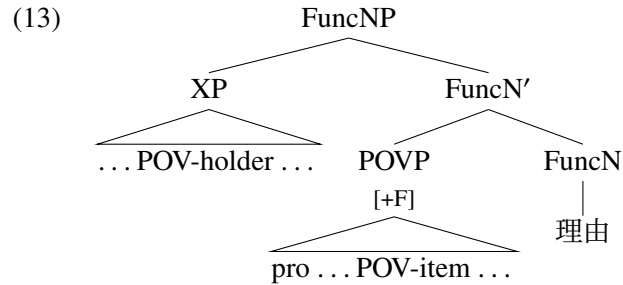 (13) FuncNP
XP FuncN′
... POV-holder ... POVP FuncN
[+F]
理由
pro ... POV-item ...